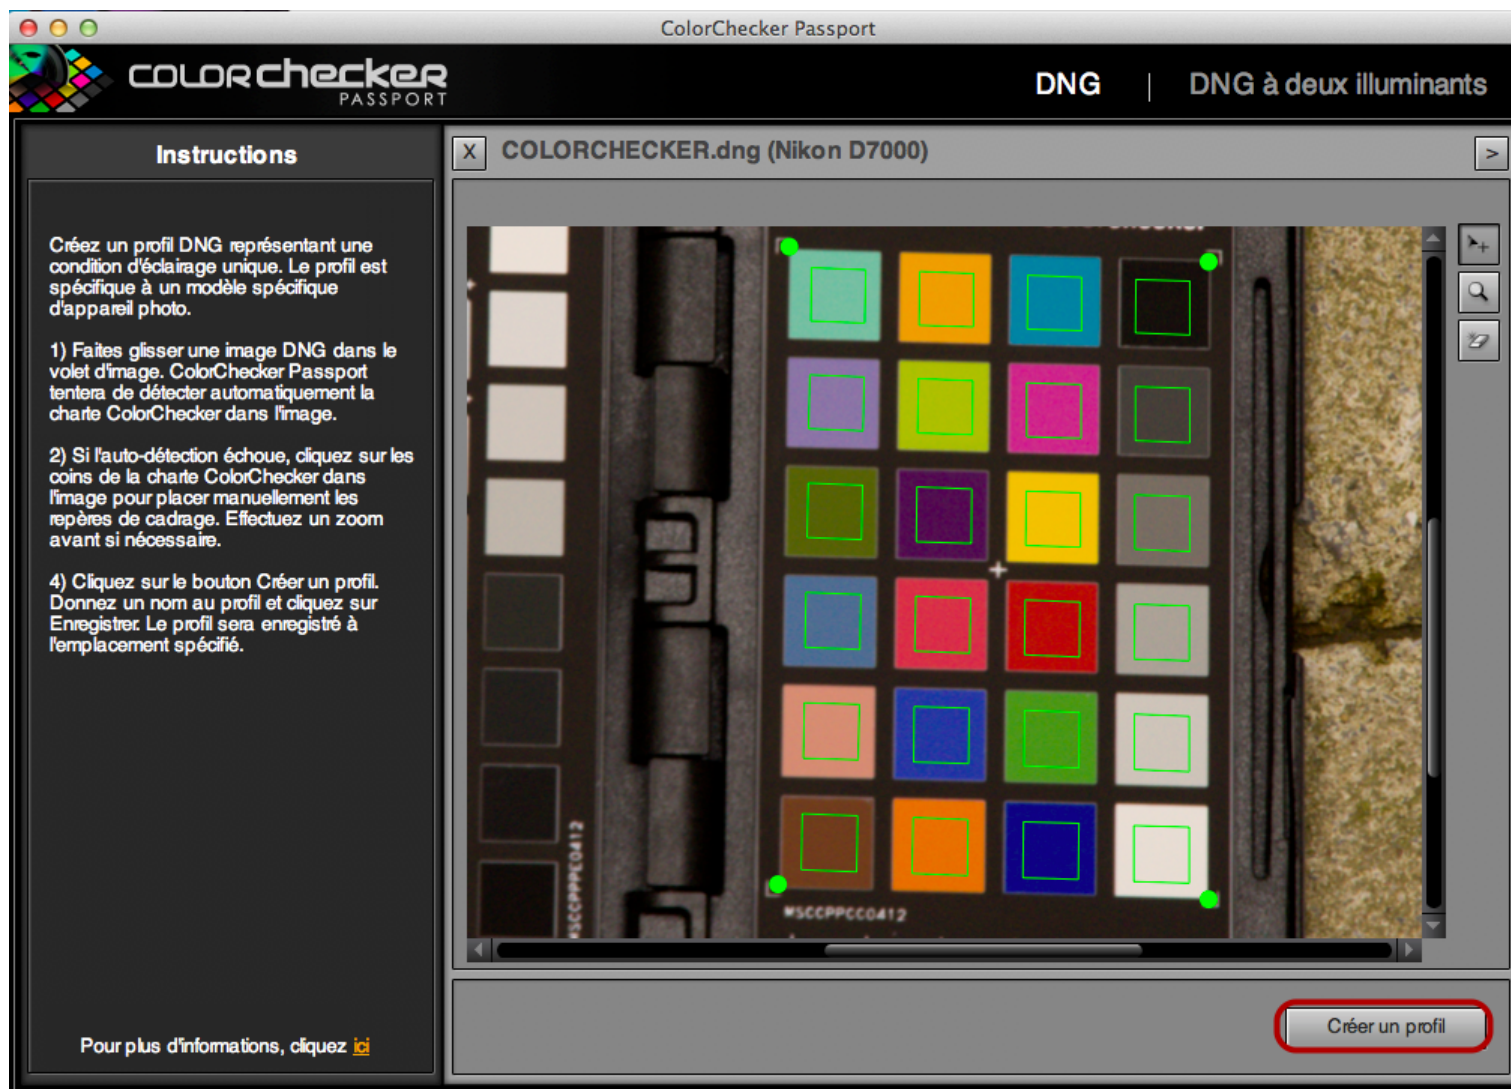 ColorChecker Passport
COLOR checker
PASSPORT
DNG | DNG à deux illuminants
Instructions
X COLORCHECKER.dng (Nikon D7000) >
Créez un profil DNG représentant une
condition d'éclairage unique. Le profil est
spécifique à un modèle spécifique
d'appareil photo.
1) Faites glisser une image DNG dans le
volet d'image. ColorChecker Passport
tentera de détecter automatiquement la
charte ColorChecker dans l'image.
2) Si l'auto-détection échoue, cliquez sur les
coins de la charte ColorChecker dans
l'image pour placer manuellement les
repères de cadrage. Effectuez un zoom
avant si nécessaire.
4) Cliquez sur le bouton Créer un profil.
Donnez un nom au profil et cliquez sur
Enregistrer. Le profil sera enregistré à
l'emplacement spécifié.
Pour plus d'informations, cliquez ici
MSCCPPPE0412
MSCCPPCC0412
Créer un profil